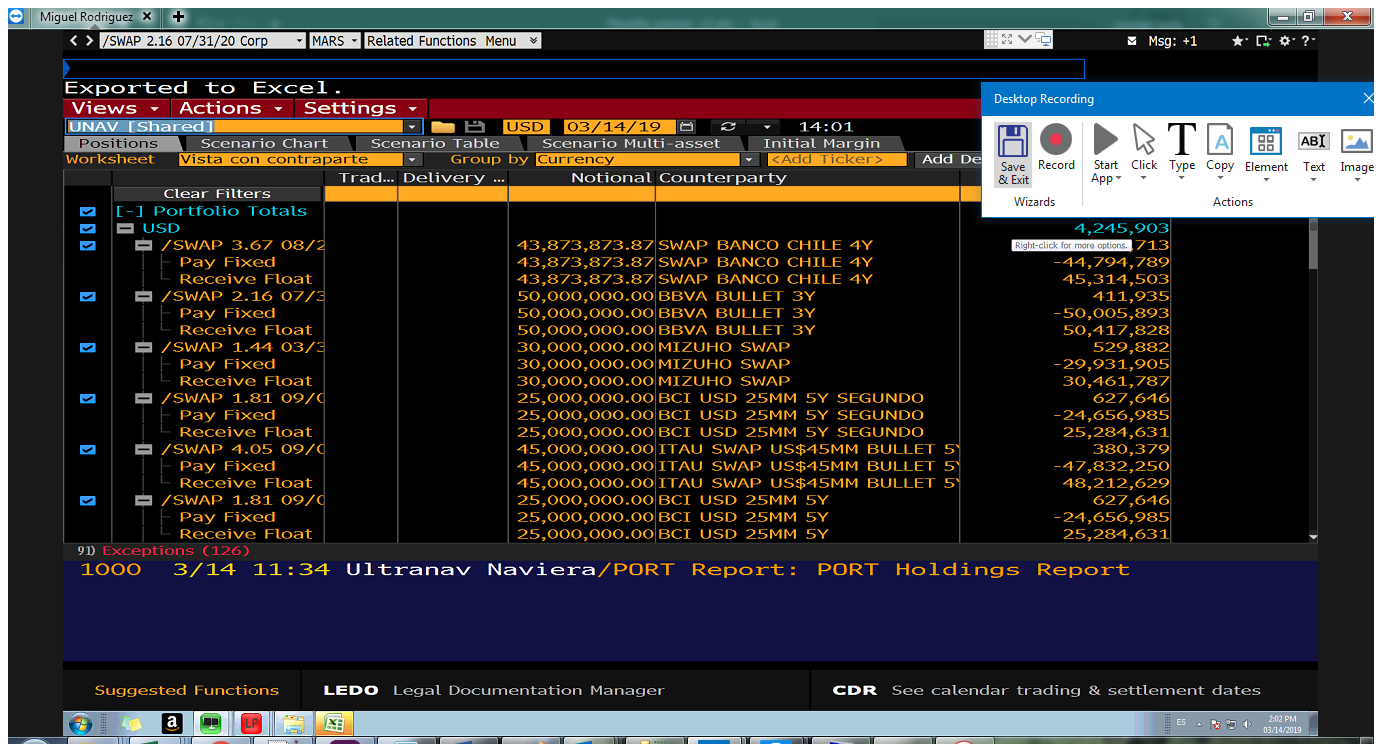 Miguel Rodriguez
/SWAP 2.16 07/31/20 Corp MARS Related Functions Menu Msg: +1
Exported to Excel.
Views Actions Settings
UNAV [Shared] USD 03/14/19 14:01
Positions Scenario Chart Scenario Table Scenario Multi-asset Initial Margin
Worksheet Vista con contraparte Group by Currency <Add Ticker> Add De
Trad... Delivery ... Notional Counterparty
Clear Filters
[-] Portfolio Totals
USD 4,245,903
/SWAP 3.67 08/2 43,873,873.87 SWAP BANCO CHILE 4Y ,713
Pay Fixed 43,873,873.87 SWAP BANCO CHILE 4Y -44,794,789
Receive Float 43,873,873.87 SWAP BANCO CHILE 4Y 45,314,503
/SWAP 2.16 07/3 50,000,000.00 BBVA BULLET 3Y 411,935
Pay Fixed 50,000,000.00 BBVA BULLET 3Y -50,005,893
Receive Float 50,000,000.00 BBVA BULLET 3Y 50,417,828
/SWAP 1.44 03/3 30,000,000.00 MIZUHO SWAP 529,882
Pay Fixed 30,000,000.00 MIZUHO SWAP -29,931,905
Receive Float 30,000,000.00 MIZUHO SWAP 30,461,787
/SWAP 1.81 09/0 25,000,000.00 BCI USD 25MM 5Y SEGUNDO 627,646
Pay Fixed 25,000,000.00 BCI USD 25MM 5Y SEGUNDO -24,656,985
Receive Float 25,000,000.00 BCI USD 25MM 5Y SEGUNDO 25,284,631
/SWAP 4.05 09/0 45,000,000.00 ITAU SWAP US$45MM BULLET 5Y 380,379
Pay Fixed 45,000,000.00 ITAU SWAP US$45MM BULLET 5Y -47,832,250
Receive Float 45,000,000.00 ITAU SWAP US$45MM BULLET 5Y 48,212,629
/SWAP 1.81 09/0 25,000,000.00 BCI USD 25MM 5Y 627,646
Pay Fixed 25,000,000.00 BCI USD 25MM 5Y -24,656,985
Receive Float 25,000,000.00 BCI USD 25MM 5Y 25,284,631
91) Exceptions (126)
1000 3/14 11:34 Ultranav Naviera/PORT Report: PORT Holdings Report
Suggested Functions LEDO Legal Documentation Manager CDR See calendar trading & settlement dates
Desktop Recording
Save & Exit
Record
Start App
Click
Type
Copy
Element
Text
Image
Wizards Actions
Right-click for more options.
ES 2:02 PM
03/14/2019